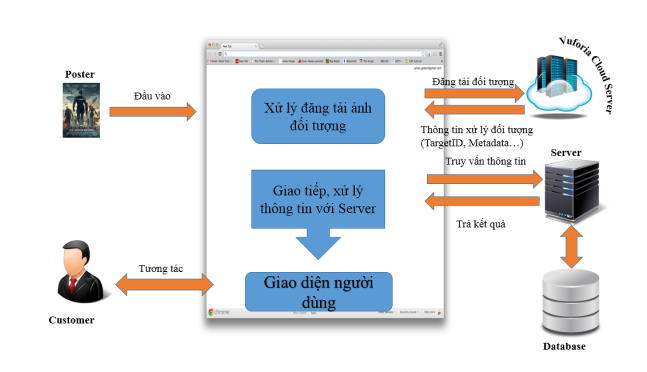 Poster
Đầu vào
Xử lý đăng tải ảnh
đối tượng
Đăng tải đối tượng
Vuforia Cloud Server
Thông tin xử lý đối tượng
(TargetID, Metadata…)
Truy vấn thông tin
Server
Giao tiếp, xử lý
thông tin với Server
Trả kết quả
Tương tác
Giao diện người
dùng
Customer
chrome
Database